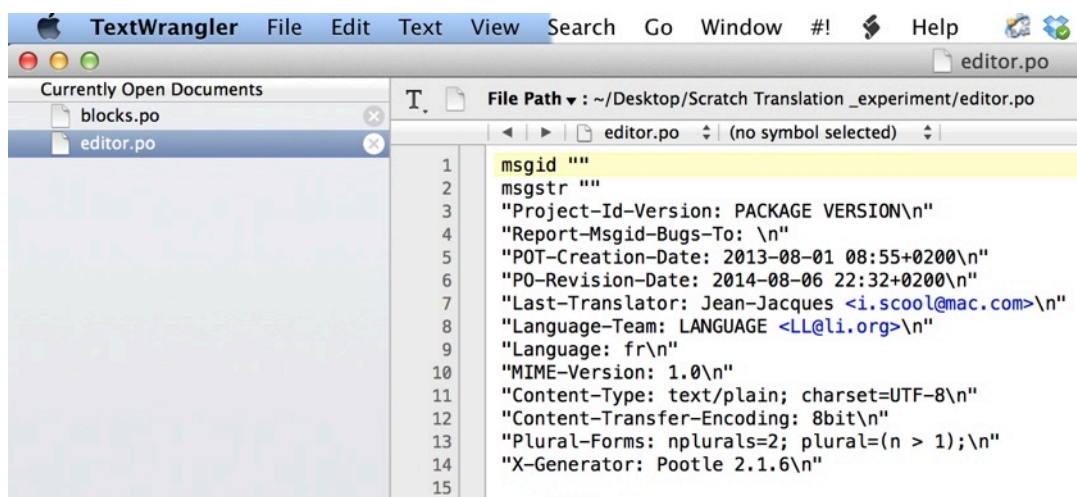 TextWrangler File Edit Text View Search Go Window #! Help
editor.po
Currently Open Documents
blocks.po
editor.po
File Path ▾ : ~/Desktop/Scratch Translation _experiment/editor.po
editor.po (no symbol selected)
1 msgid ""
2 msgstr ""
3 "Project-Id-Version: PACKAGE VERSION\n"
4 "Report-Msgid-Bugs-To: \n"
5 "POT-Creation-Date: 2013-08-01 08:55+0200\n"
6 "PO-Revision-Date: 2014-08-06 22:32+0200\n"
7 "Last-Translator: Jean-Jacques <i.scool@mac.com>\n"
8 "Language-Team: LANGUAGE <LL@li.org>\n"
9 "Language: fr\n"
10 "MIME-Version: 1.0\n"
11 "Content-Type: text/plain; charset=UTF-8\n"
12 "Content-Transfer-Encoding: 8bit\n"
13 "Plural-Forms: nplurals=2; plural=(n > 1);\n"
14 "X-Generator: Pootle 2.1.6\n"
15